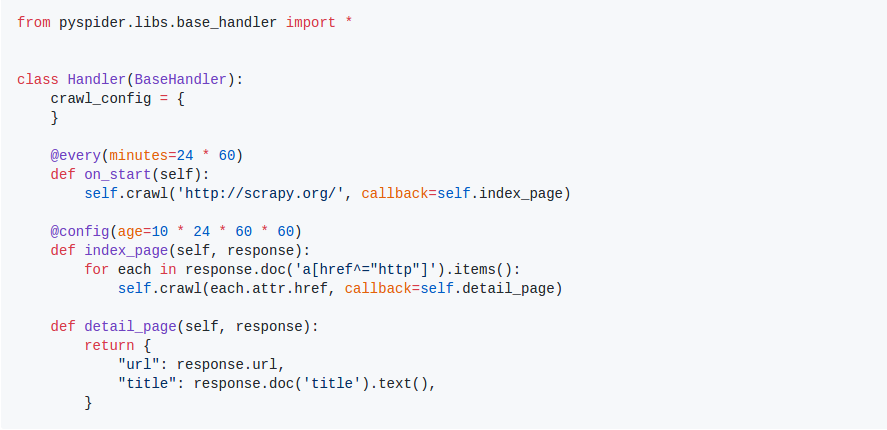 from pyspider.libs.base_handler import *
class Handler(BaseHandler):
    crawl_config = {
    }
    @every(minutes=24 * 60)
    def on_start(self):
        self.crawl('http://scrapy.org/', callback=self.index_page)
    @config(age=10 * 24 * 60 * 60)
    def index_page(self, response):
        for each in response.doc('a[href^="http"]').items():
            self.crawl(each.attr.href, callback=self.detail_page)
    def detail_page(self, response):
        return {
            "url": response.url,
            "title": response.doc('title').text(),
        }